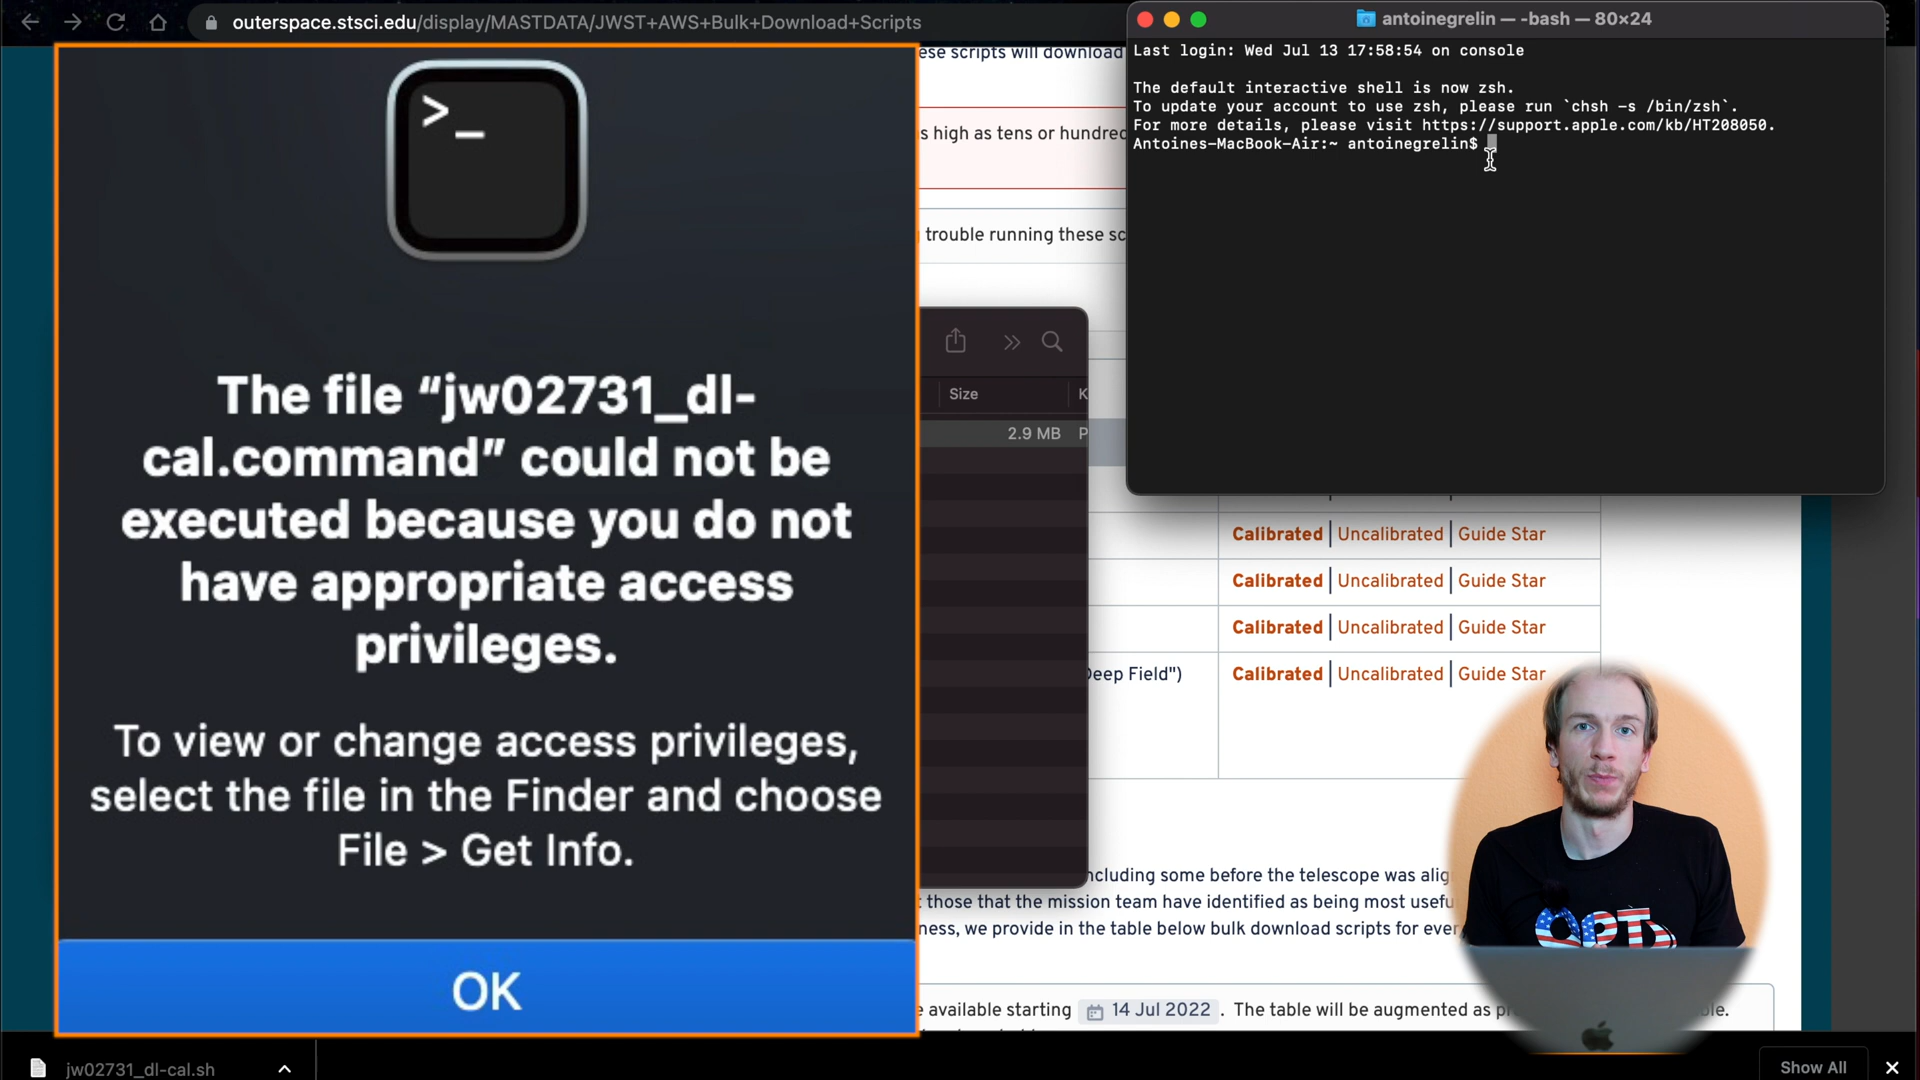 outerspace.stsci.edu/display/MASTDATA/JWST+AWS+Bulk+Download+Scripts
ese scripts will download
s high as tens or hundred
trouble running these sc
>_
The file “jw02731_dl-
cal.command” could not be
executed because you do not
have appropriate access
privileges.
To view or change access privileges,
select the file in the Finder and choose
File > Get Info.
OK
Size
K
2.9 MB P
antoinegrelin — -bash — 80×24
Last login: Wed Jul 13 17:58:54 on console
The default interactive shell is now zsh.
To update your account to use zsh, please run `chsh -s /bin/zsh`.
For more details, please visit https://support.apple.com/kb/HT208050.
Antoines-MacBook-Air:~ antoinegrelin$
Calibrated | Uncalibrated | Guide Star
Calibrated | Uncalibrated | Guide Star
Calibrated | Uncalibrated | Guide Star
Deep Field") Calibrated | Uncalibrated | Guide Star
ncluding some before the telescope was alig
those that the mission team have identified as being most usefu
ness, we provide in the table below bulk download scripts for ever
e available starting 14 Jul 2022 . The table will be augmented as
jw02731_dl-cal.sh
Show All